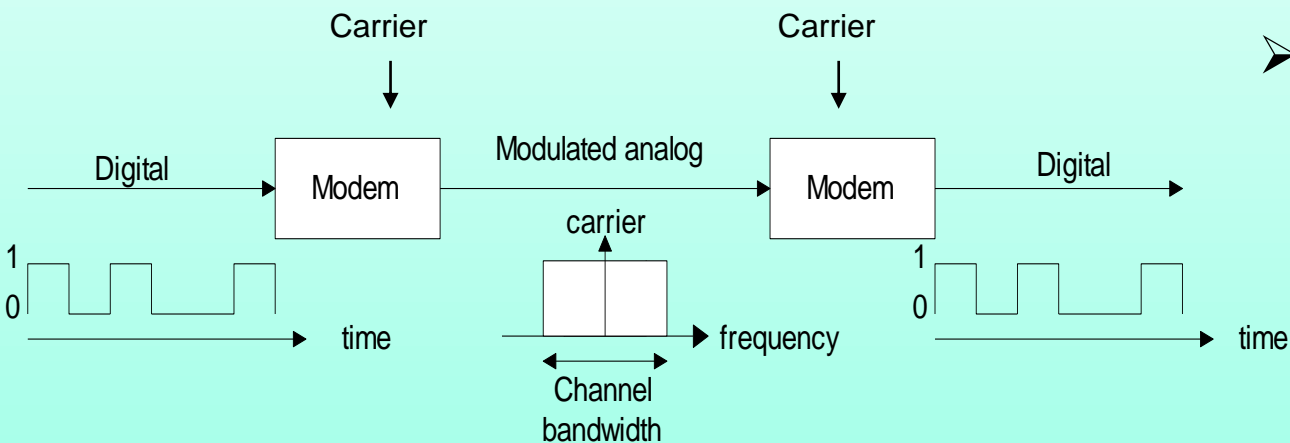 Carrier
Carrier
Digital
Modem
Modulated analog
Modem
Digital
carrier
1
0
time
frequency
Channel
bandwidth
1
0
time